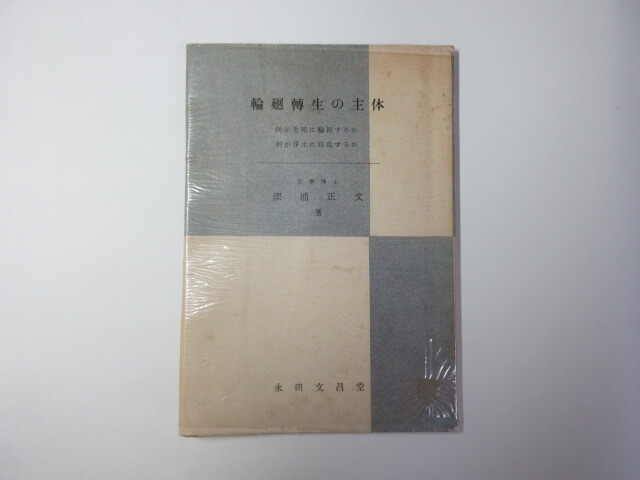 輪廻轉生の主体
何が生死に輪廻するか
何が浄土に往生するか
文学博士
深浦正文
著
永田文昌堂